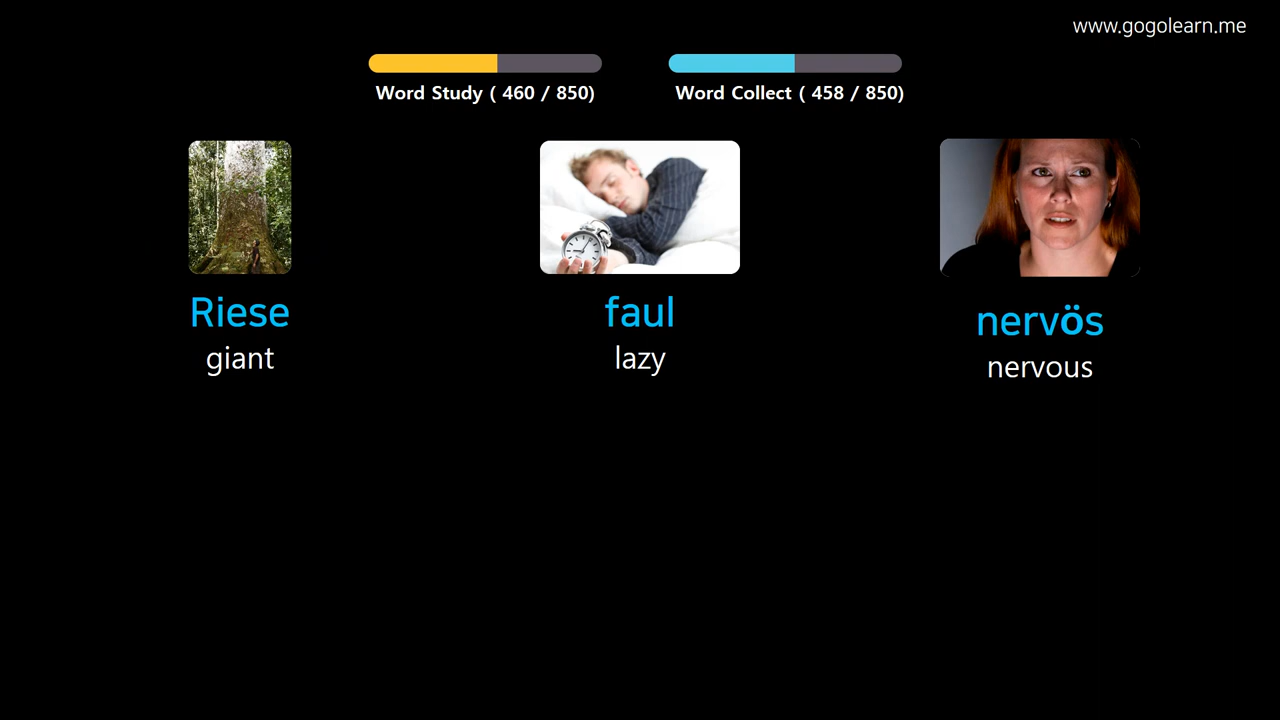 www.gogolearn.me
Word Study ( 460 / 850)
Word Collect ( 458 / 850)
Riese
giant
faul
lazy
nervös
nervous